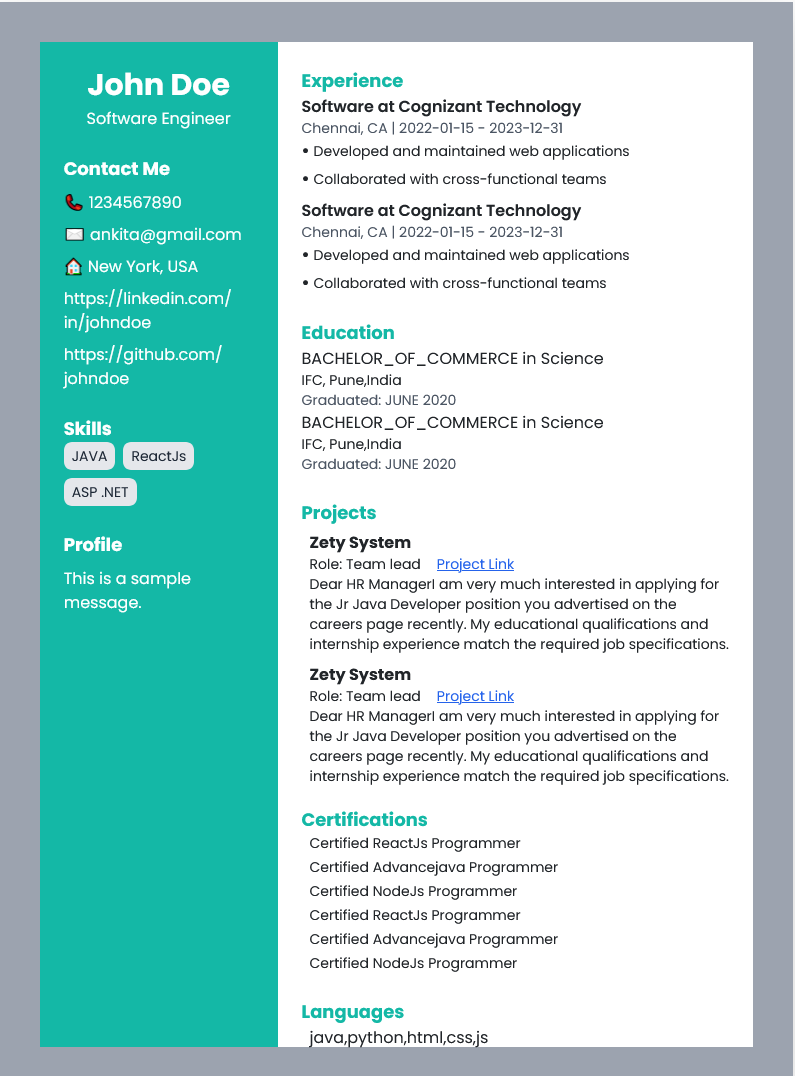 John Doe
Software Engineer
Contact Me
📞 1234567890
✉️ ankita@gmail.com
🏠 New York, USA
https://linkedin.com/
in/johndoe
https://github.com/
johndoe
Skills
JAVA ReactJs
ASP .NET
Profile
This is a sample
message.
Experience
Software at Cognizant Technology
Chennai, CA | 2022-01-15 - 2023-12-31
• Developed and maintained web applications
• Collaborated with cross-functional teams
Software at Cognizant Technology
Chennai, CA | 2022-01-15 - 2023-12-31
• Developed and maintained web applications
• Collaborated with cross-functional teams
Education
BACHELOR_OF_COMMERCE in Science
IFC, Pune,India
Graduated: JUNE 2020
BACHELOR_OF_COMMERCE in Science
IFC, Pune,India
Graduated: JUNE 2020
Projects
Zety System
Role: Team lead Project Link
Dear HR ManagerI am very much interested in applying for
the Jr Java Developer position you advertised on the
careers page recently. My educational qualifications and
internship experience match the required job specifications.
Zety System
Role: Team lead Project Link
Dear HR ManagerI am very much interested in applying for
the Jr Java Developer position you advertised on the
careers page recently. My educational qualifications and
internship experience match the required job specifications.
Certifications
Certified ReactJs Programmer
Certified Advancejava Programmer
Certified NodeJs Programmer
Certified ReactJs Programmer
Certified Advancejava Programmer
Certified NodeJs Programmer
Languages
java,python,html,css,js